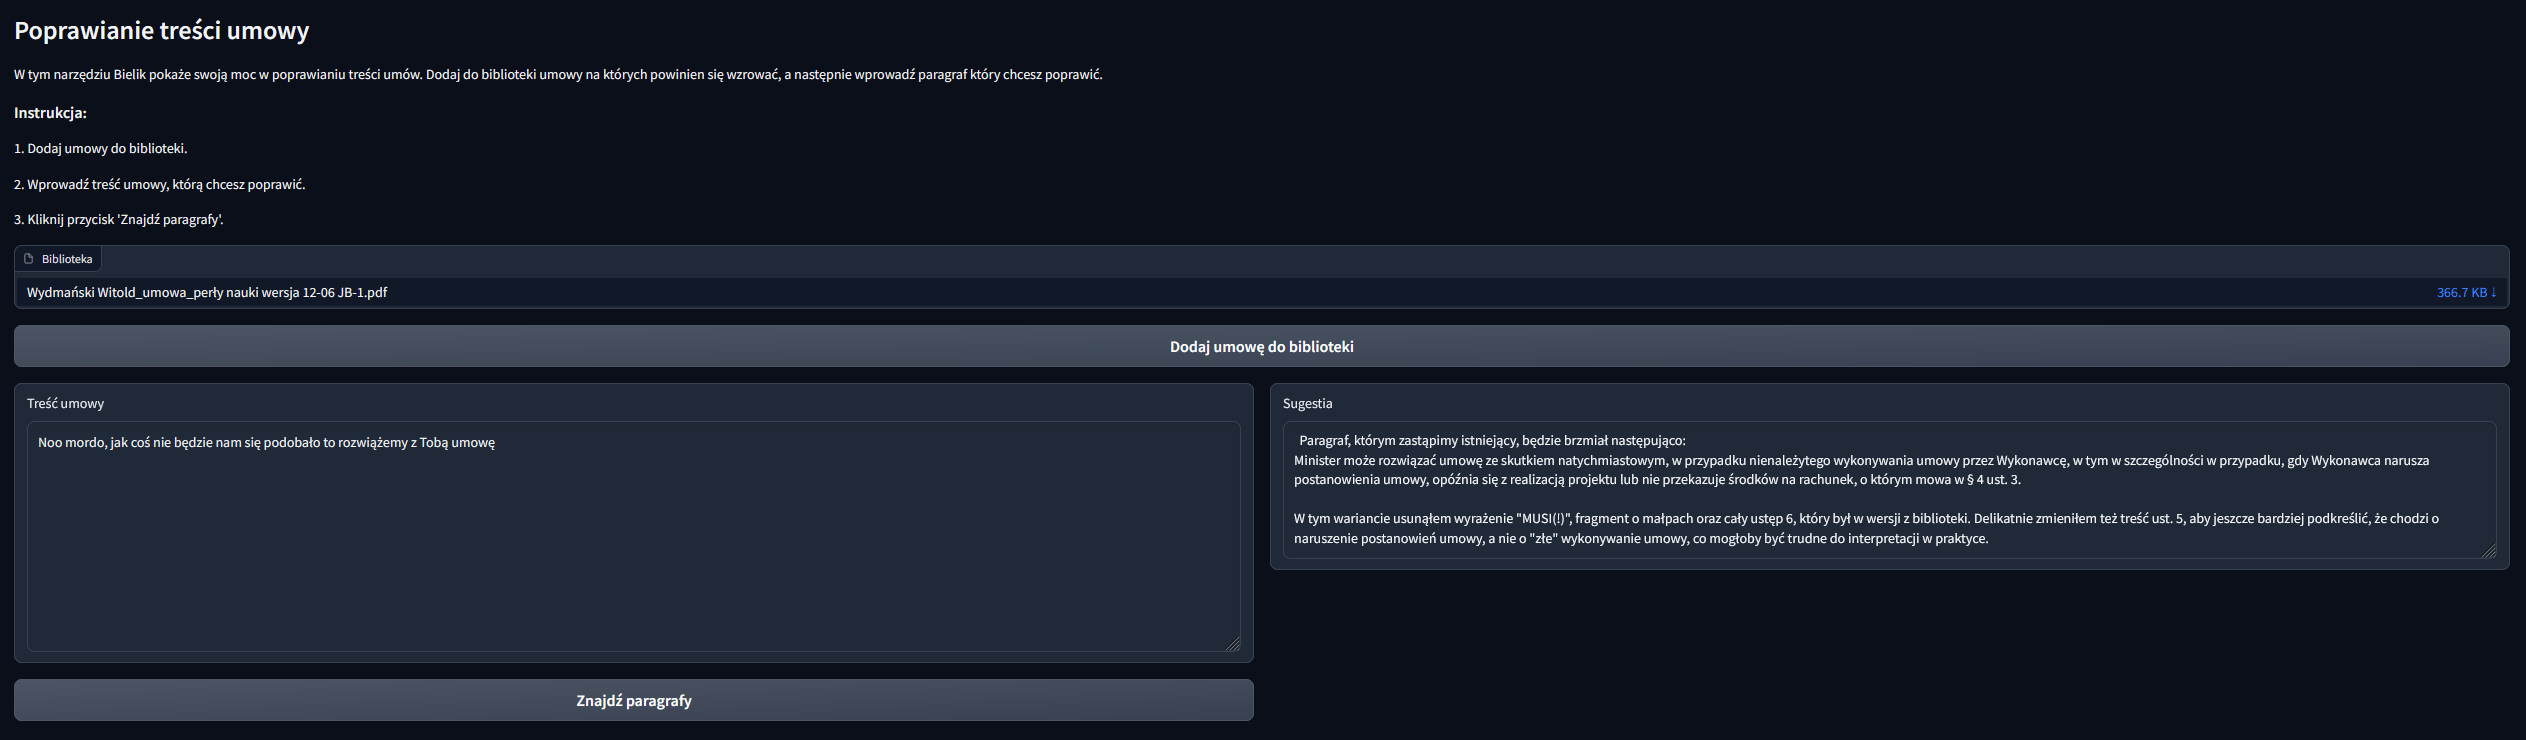 Poprawianie treści umowy
W tym narzędziu Bielik pokaże swoją moc w poprawianiu treści umów. Dodaj do biblioteki umowy na których powinien się wzrować, a następnie wprowadź paragraf który chcesz poprawić.
Instrukcja:
1. Dodaj umowy do biblioteki.
2. Wprowadź treść umowy, którą chcesz poprawić.
3. Kliknij przycisk 'Znajdź paragrafy'.
Biblioteka
Wydmański Witold_umowa_perły nauki wersja 12-06 JB-1.pdf 366.7 KB ↓
Dodaj umowę do biblioteki
Treść umowy
Noo mordo, jak coś nie będzie nam się podobało to rozwiążemy z Tobą umowę
Znajdź paragrafy
Sugestia
Paragraf, którym zastąpimy istniejący, będzie brzmiał następująco:
Minister może rozwiązać umowę ze skutkiem natychmiastowym, w przypadku nienależytego wykonywania umowy przez Wykonawcę, w tym w szczególności w przypadku, gdy Wykonawca narusza
postanowienia umowy, opóźnia się z realizacją projektu lub nie przekazuje środków na rachunek, o którym mowa w § 4 ust. 3.
W tym wariancie usunąłem wyrażenie "MUSI(!)", fragment o małpach oraz cały ustęp 6, który był w wersji z biblioteki. Delikatnie zmieniłem też treść ust. 5, aby jeszcze bardziej podkreślić, że chodzi o
naruszenie postanowień umowy, a nie o "złe" wykonywanie umowy, co mogłoby być trudne do interpretacji w praktyce.